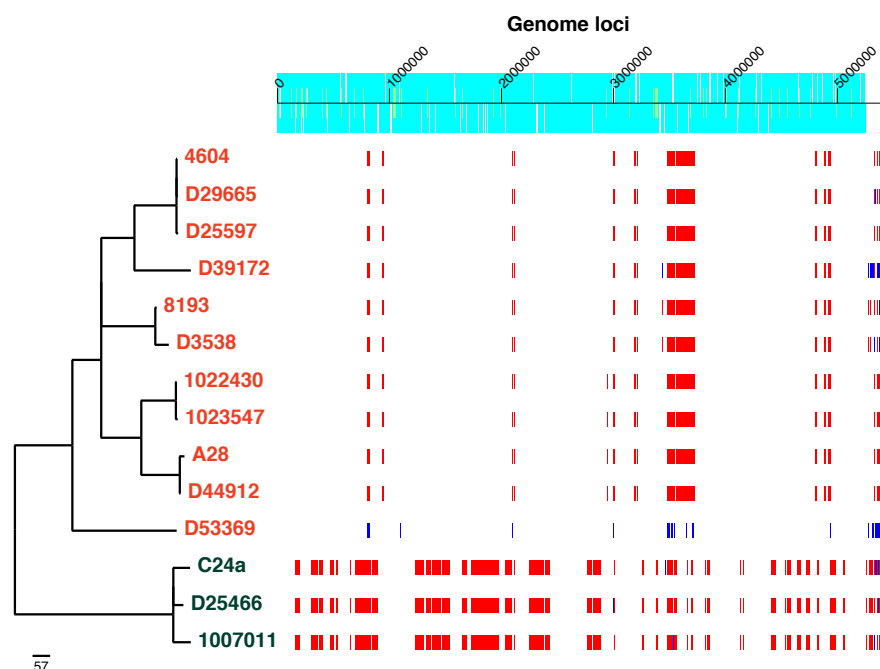 Genome loci
0
1000000
2000000
3000000
4000000
5000000
4604
D29665
D25597
D39172
8193
D3538
1022430
1023547
A28
D44912
D53369
C24a
D25466
1007011
57